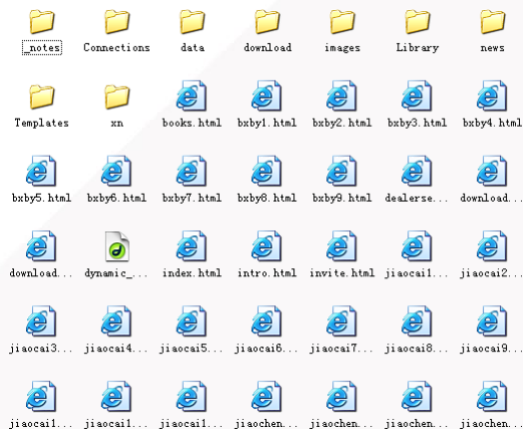 _notes Connections data download images Library news
Templates xn books.html bxby1.html bxby2.html bxby3.html bxby4.html
bxby5.html bxby6.html bxby7.html bxby8.html bxby9.html dealerse... download...
download... dynamic_... index.html intro.html invite.html jiaocai1... jiaocai2...
jiaocai3... jiaocai4... jiaocai5... jiaocai6... jiaocai7... jiaocai8... jiaocai9...
jiaocai1... jiaocai1... jiaocai1... jiaochen... jiaochen... jiaochen... jiaochen...